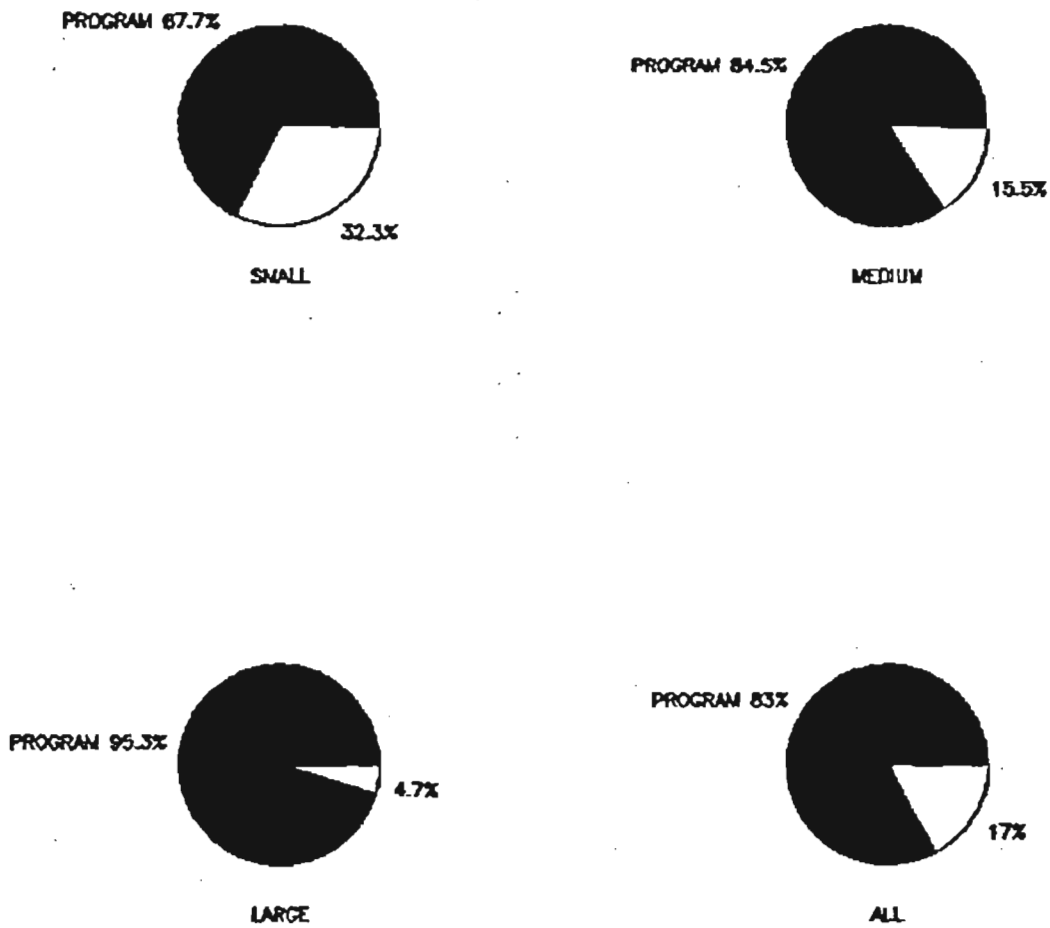 PROGRAM 67.7%
32.3%
SMALL
PROGRAM 84.5%
15.5%
MEDIUM
PROGRAM 95.3%
4.7%
LARGE
PROGRAM 83%
17%
ALL